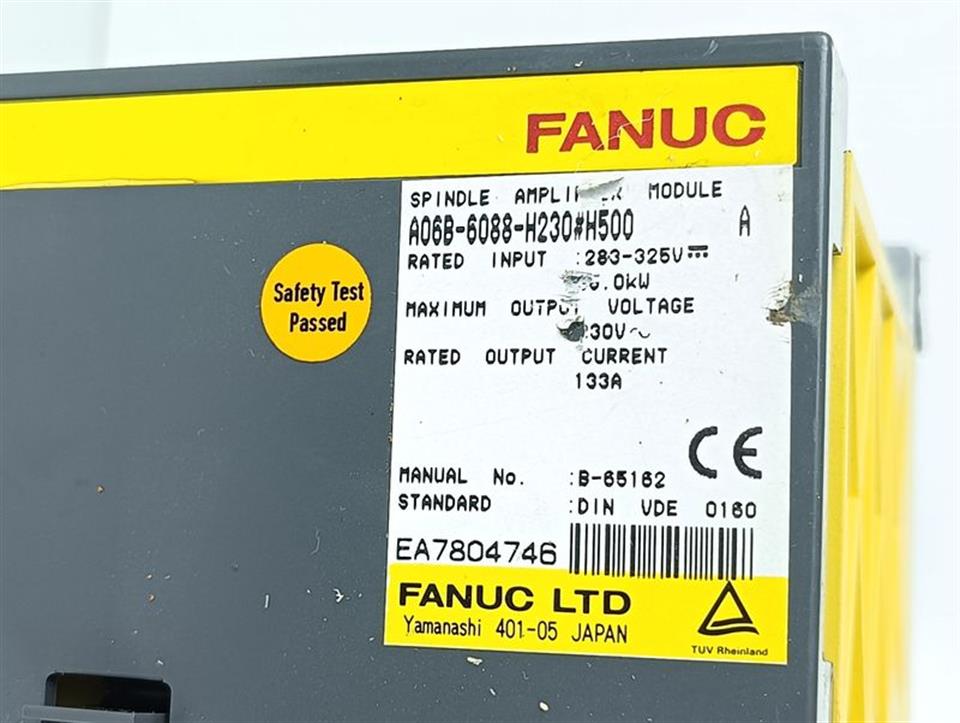 FANUC
SPINDLE MODULE
A06B-6088-H230#H500 A
RATED INPUT :283-325V⎓
MAXIMUM OUTPUT VOLTAGE
RATED OUTPUT CURRENT
133A
Safety Test
Passed
CE
MANUAL No. :B-65162
STANDARD :DIN VDE 0160
EA7804746
FANUC LTD
Yamanashi 401-05 JAPAN
TUV Rheinland